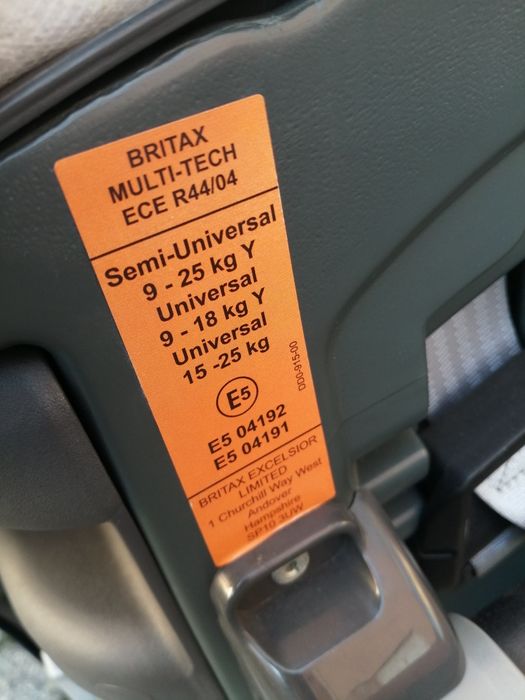 BRITAX
MULTI-TECH
ECE R44/04
Semi-Universal
9 - 25 kg Y
Universal
9 - 18 kg Y
Universal
15 -25 kg
E5
E5 04192
E5 04191
000-915-00
BRITAX EXCELSIOR
LIMITED
1 Churchill Way West
Andover
Hampshire
SP10 3UW